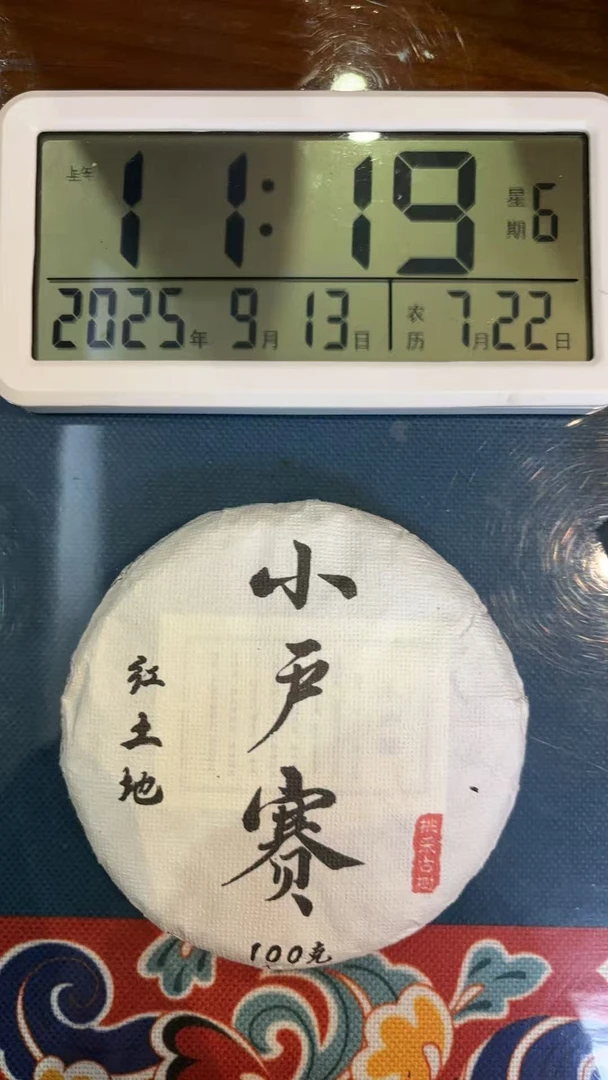 上午 11:19 星期6
2025年 9月 13日 农历 7月22日
小户赛
红土地
100克